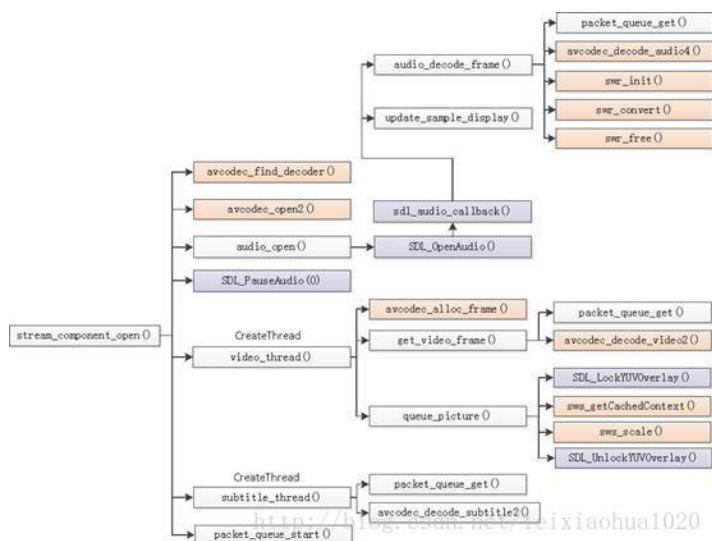 packet_queue_get()
avcodec_decode_audio4()
audio_decode_frame()
swr_init()
swr_convert()
update_sample_display()
swr_free()
avcodec_find_decoder()
avcodec_open2()
sdl_audio_callback()
audio_open()
SDL_OpenAudio()
SDL_PauseAudio(0)
avcodec_alloc_frame()
packet_queue_get()
stream_component_open()
CreateThread
video_thread()
get_video_frame()
avcodec_decode_video2()
SDL_LockYUVOverlay()
sws_getCachedContext()
queue_picture()
sws_scale()
SDL_UnlockYUVOverlay()
CreateThread
subtitle_thread()
packet_queue_get()
avcodec_decode_subtitle2()
packet_queue_start()
http://blog.csdn.net/leixiaohua1020